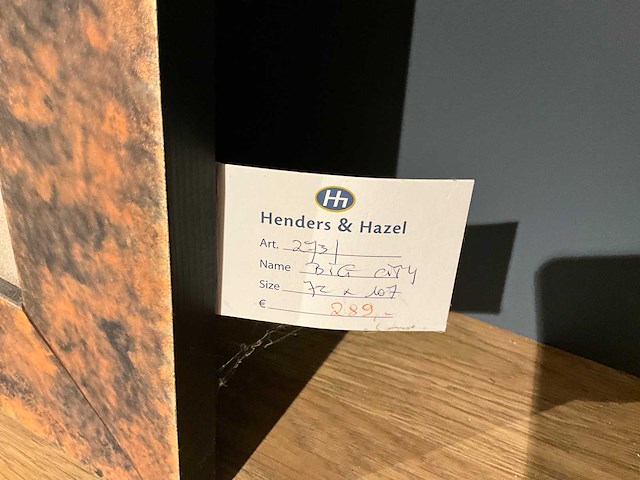 Hh
Henders & Hazel
Art. 2731
Name BIG CITY
Size 72 x 107
€ 289,-